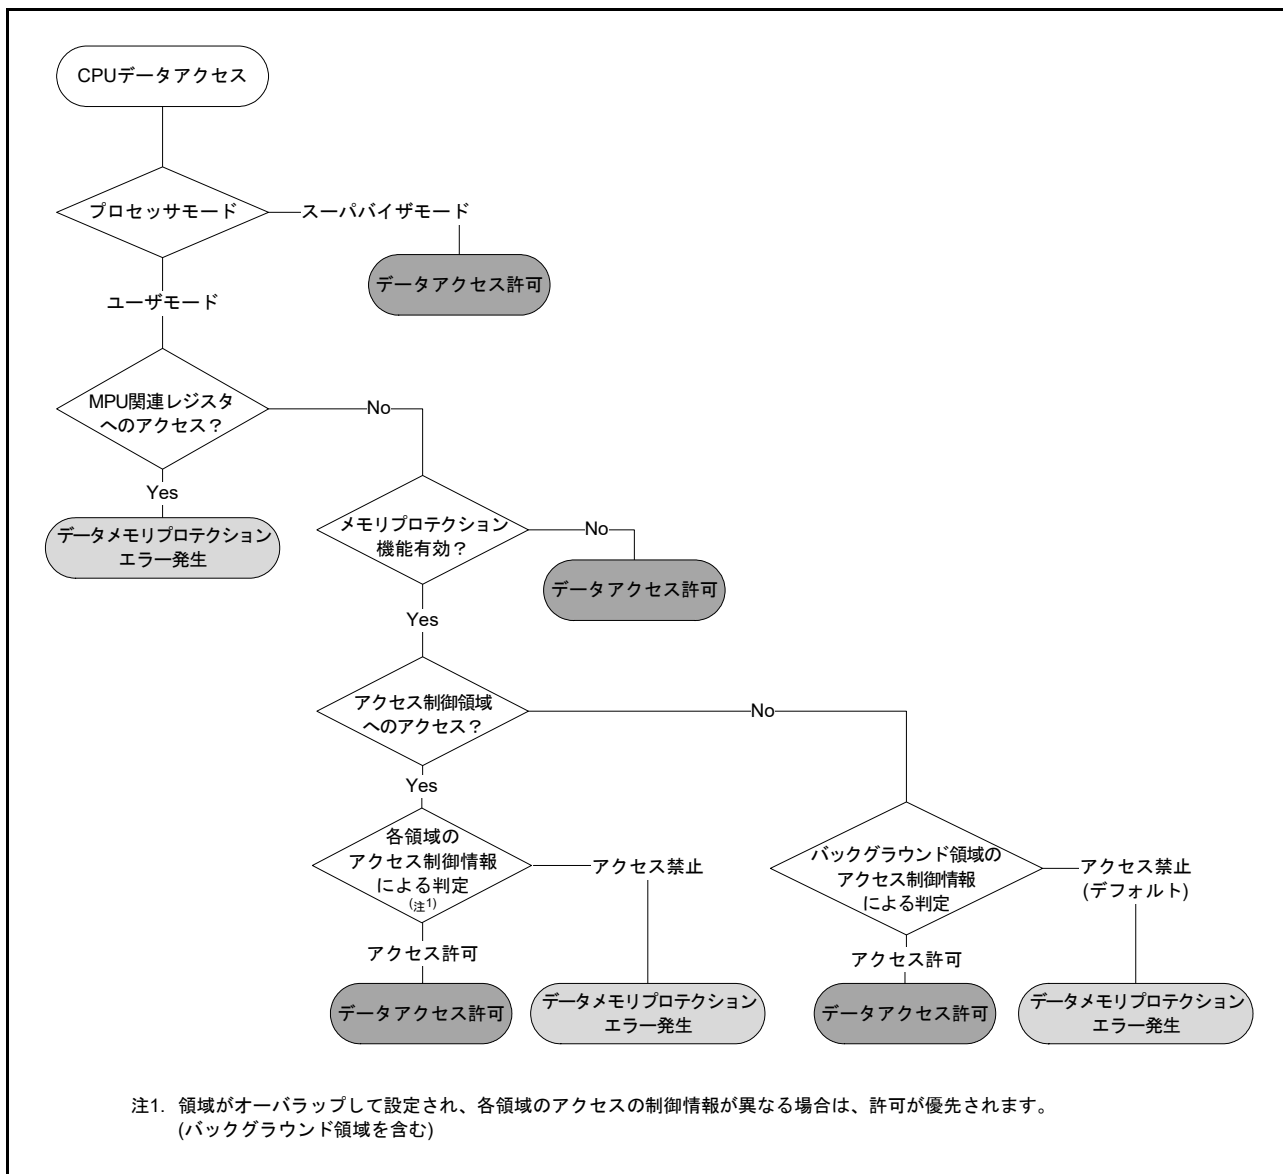 CPUデータアクセス
プロセッサモード
スーパバイザモード
データアクセス許可
ユーザモード
MPU関連レジスタ
へのアクセス？
No
Yes
データメモリプロテクション
エラー発生
メモリプロテクション
機能有効？
No
データアクセス許可
Yes
アクセス制御領域
へのアクセス？
No
Yes
各領域の
アクセス制御情報
による判定
(注1)
アクセス禁止
アクセス許可
データアクセス許可
データメモリプロテクション
エラー発生
バックグラウンド領域の
アクセス制御情報
による判定
アクセス禁止
(デフォルト)
アクセス許可
データアクセス許可
データメモリプロテクション
エラー発生
注1. 領域がオーバラップして設定され、各領域のアクセスの制御情報が異なる場合は、許可が優先されます。
(バックグラウンド領域を含む)